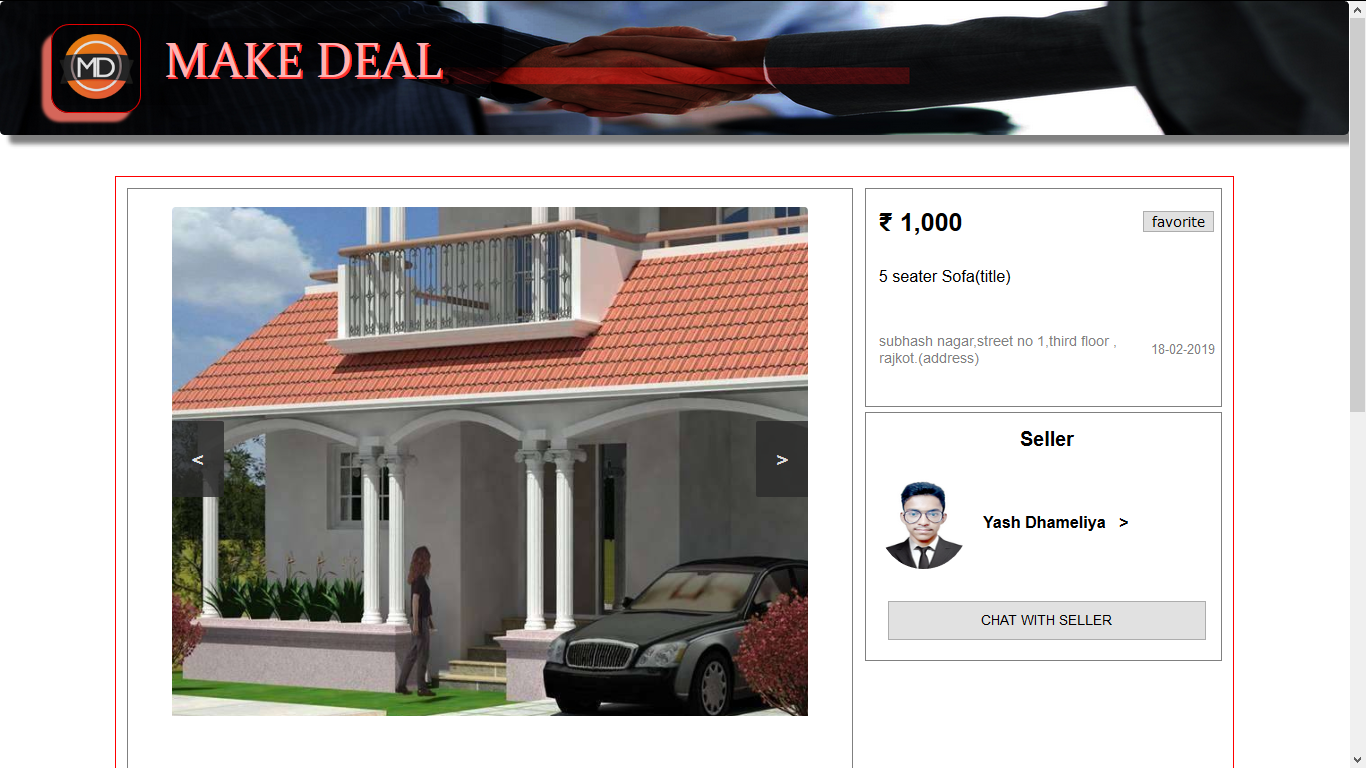 MD
MAKE DEAL
₹ 1,000
favorite
5 seater Sofa(title)
subhash nagar,street no 1,third floor ,
rajkot.(address)
18-02-2019
<
>
Seller
Yash Dhameliya >
CHAT WITH SELLER